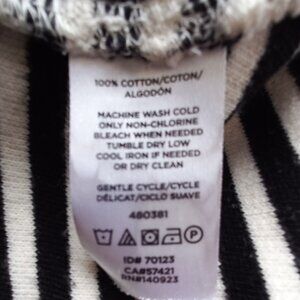 100% COTTON/COTON/
ALGODÓN
MACHINE WASH COLD
ONLY NON-CHLORINE
BLEACH WHEN NEEDED
TUMBLE DRY LOW
COOL IRON IF NEEDED
OR DRY CLEAN
GENTLE CYCLE/CYCLE
DÉLICAT/CICLO SUAVE
480381
ID# 70123
CA#57421
RN#140923